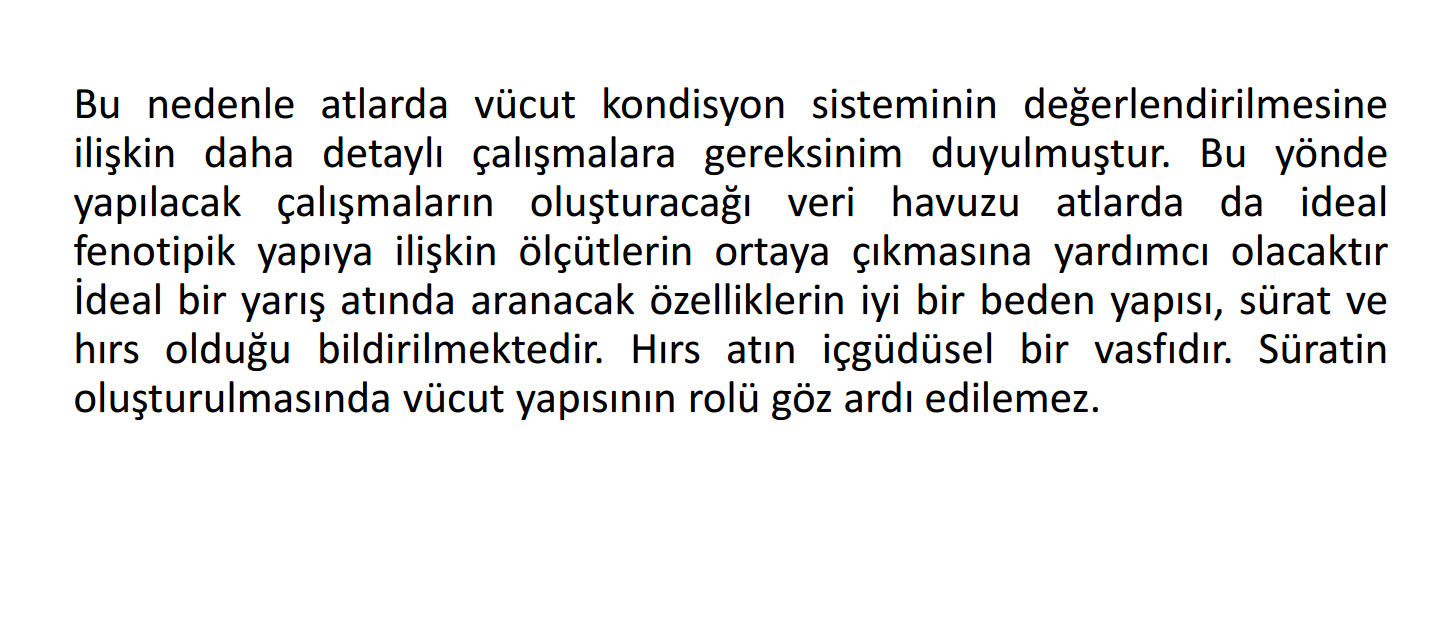 Bu nedenle atlarda vücut kondisyon sisteminin değerlendirilmesine
ilişkin daha detaylı çalışmalara gereksinim duyulmuştur. Bu yönde
yapılacak çalışmaların oluşturacağı veri havuzu atlarda da ideal
fenotipik yapıya ilişkin ölçütlerin ortaya çıkmasına yardımcı olacaktır
İdeal bir yarış atında aranacak özelliklerin iyi bir beden yapısı, sürat ve
hırs olduğu bildirilmektedir. Hırs atın içgüdüsel bir vasfıdır. Süratin
oluşturulmasında vücut yapısının rolü göz ardı edilemez.